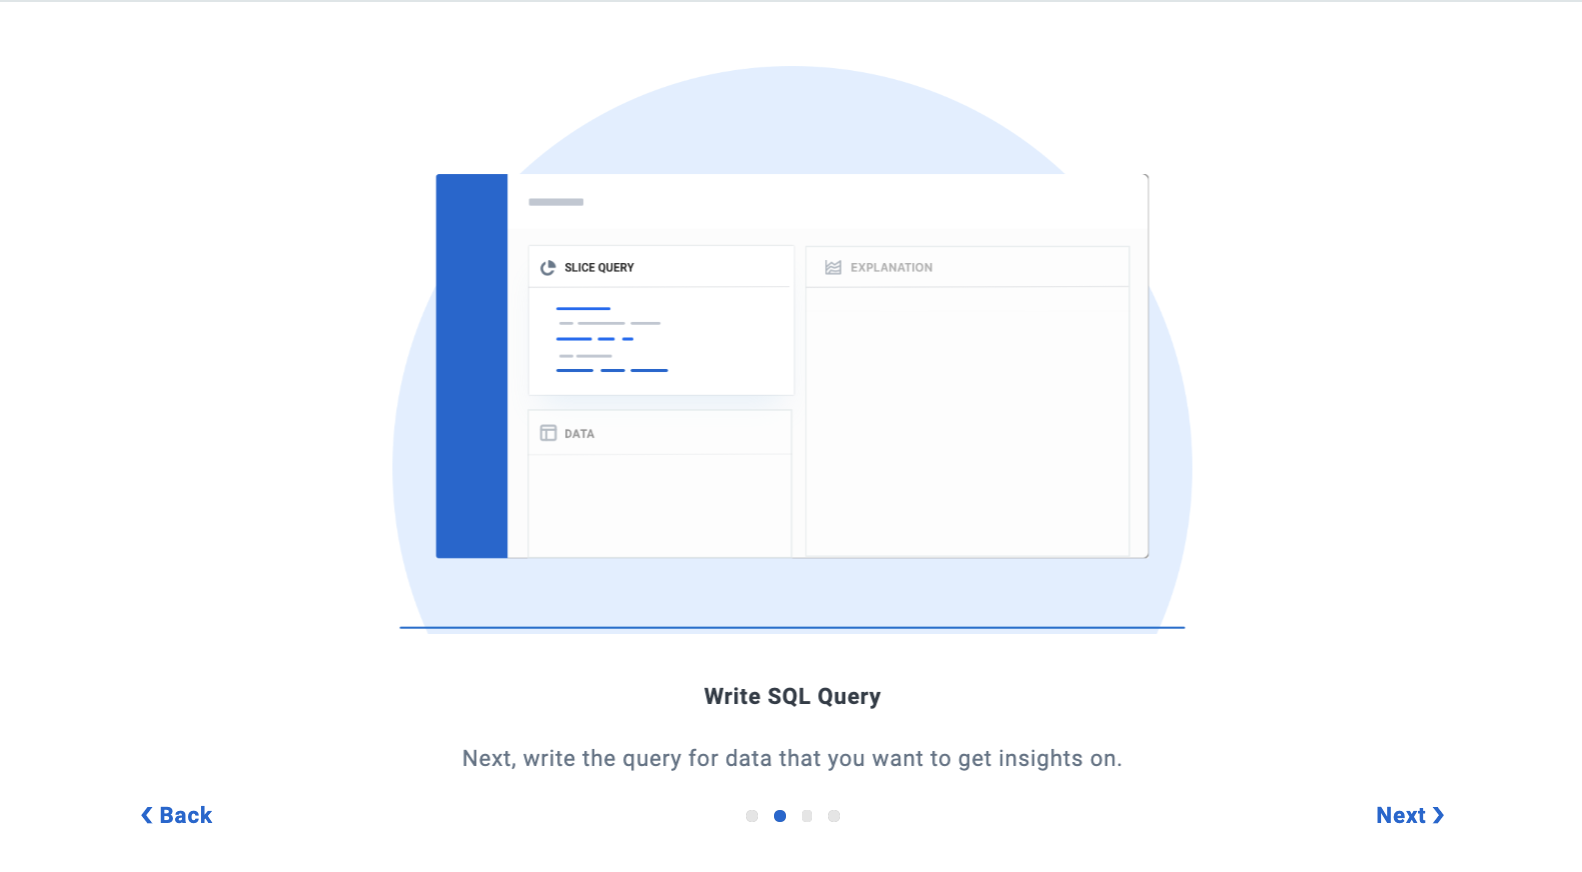 SLICE QUERY
EXPLANATION
DATA
Write SQL Query
Next, write the query for data that you want to get insights on.
Back
Next